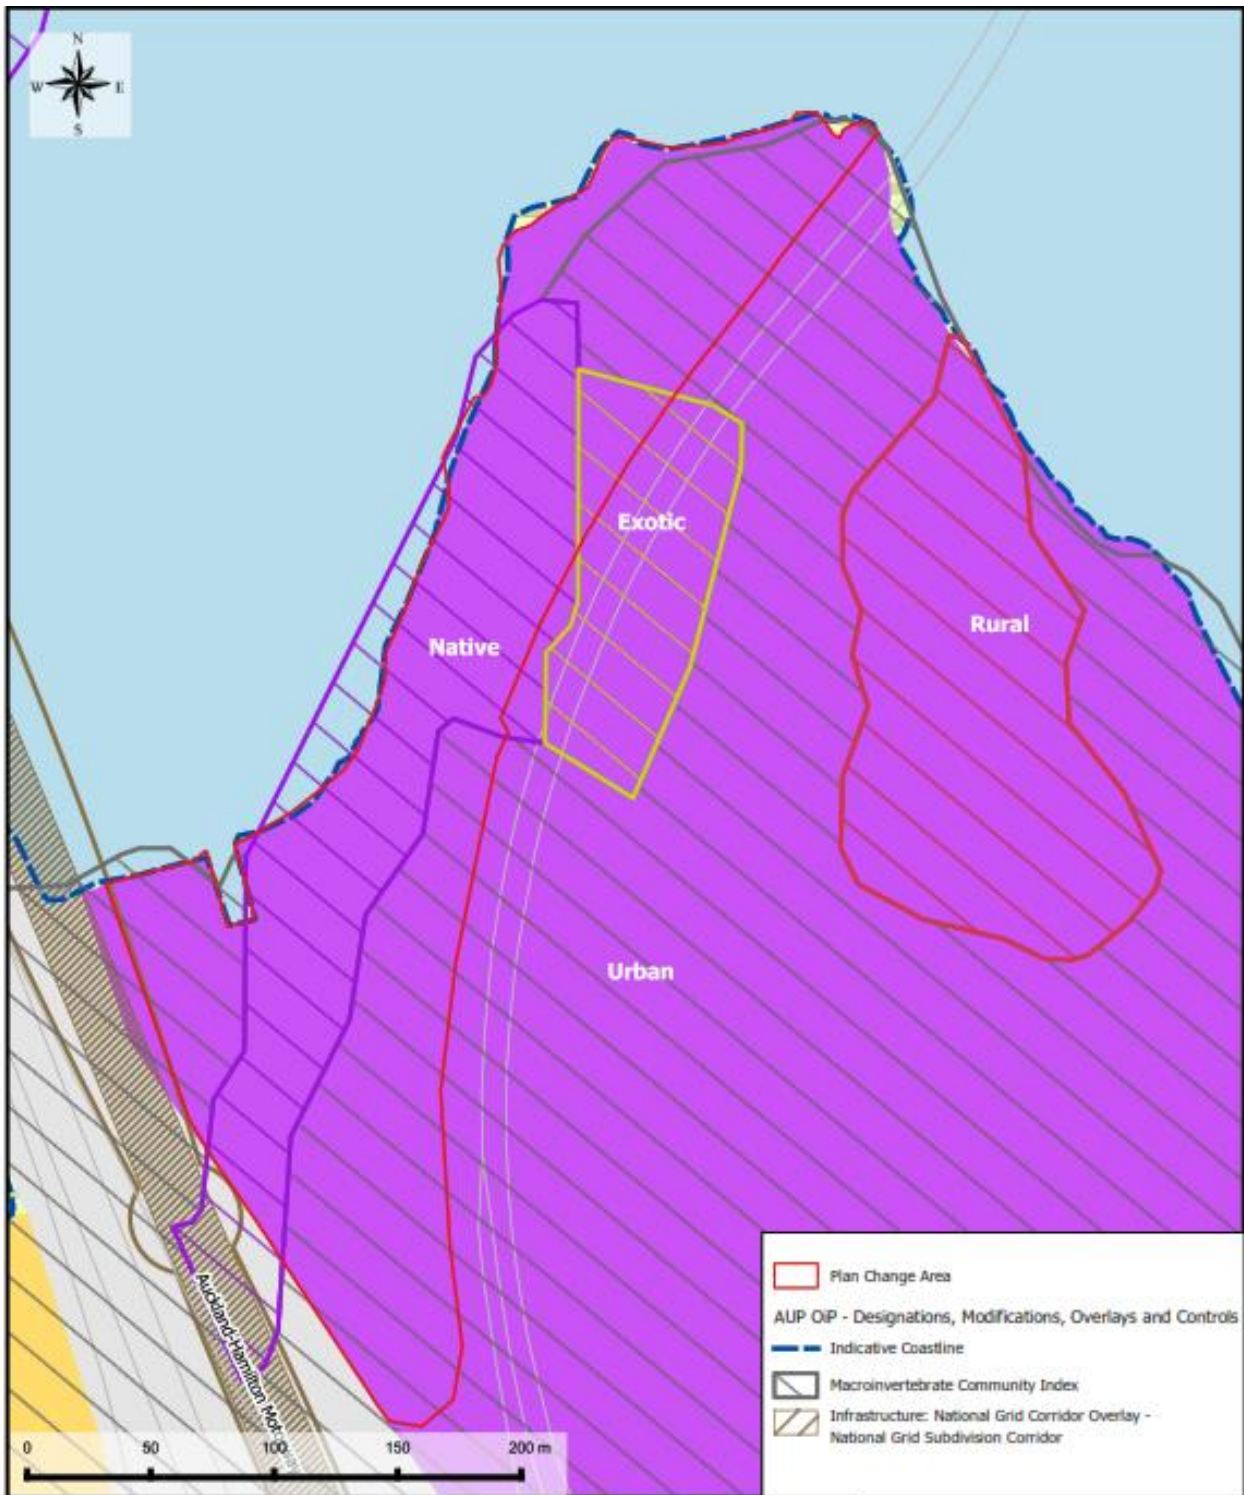 N
W E
S
Exotic
Native
Rural
Urban
Auckland-Hamilton Motorway
0 50 100 150 200 m
Plan Change Area
AUP OiP - Designations, Modifications, Overlays and Controls
Indicative Coastline
Macroinvertebrate Community Index
Infrastructure: National Grid Corridor Overlay -
National Grid Subdivision Corridor